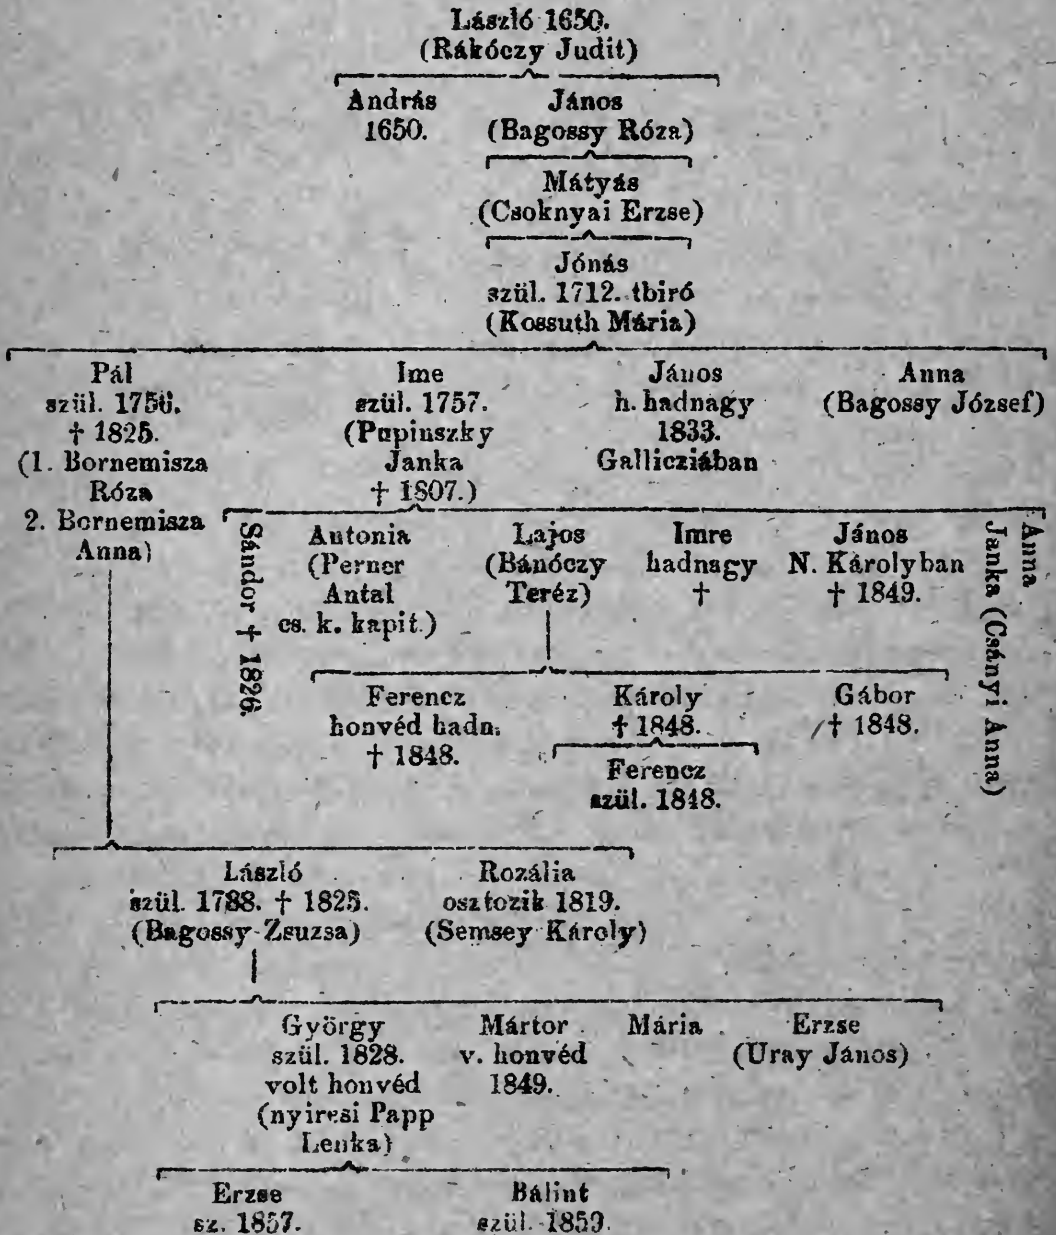 László 1650.
(Rákóczy Judit)
András János
1650. (Bagossy Róza)
Mátyás
(Csoknyai Erzse)
Jónás
szül. 1712. tbiró
(Kossuth Mária)
Pál Ime János Anna
szül. 1756. szül. 1757. h. hadnagy (Bagossy József)
† 1825. (Papinszky 1833.
(1. Bornemisza Janka Galliczi​ában
Róza † 1807.)
2. Bornemisza
Anna)
Sándor † 1826.
Antonia Lajos Imre János
(Perner (Bánóczy hadnagy N. Károlyban
Antal Teréz) † † 1849.
cs. k. kapit.)
Anna
Janka (Csányi Anna)
Ferencz Károly Gábor
honvéd hadn. † 1848. † 1848.
† 1848.
Ferencz
szül. 1848.
László Rozália
szül. 1788. † 1825. osztozik 1819.
(Bagossy Zsuzsa) (Semsey Károly)
György Mártor Mária Erzse
szül. 1828. v. honvéd (Uray János)
volt honvéd 1849.
(nyiresi Papp
Lenka)
Erzse Bálint
sz. 1857. szül. 1859.